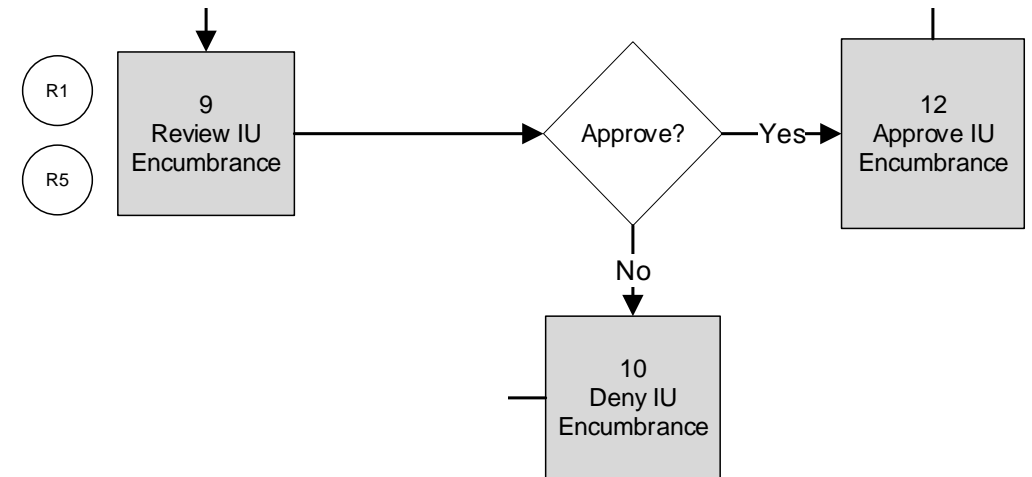 R1
R5
9
Review IU
Encumbrance
Approve?
Yes
12
Approve IU
Encumbrance
No
10
Deny IU
Encumbrance